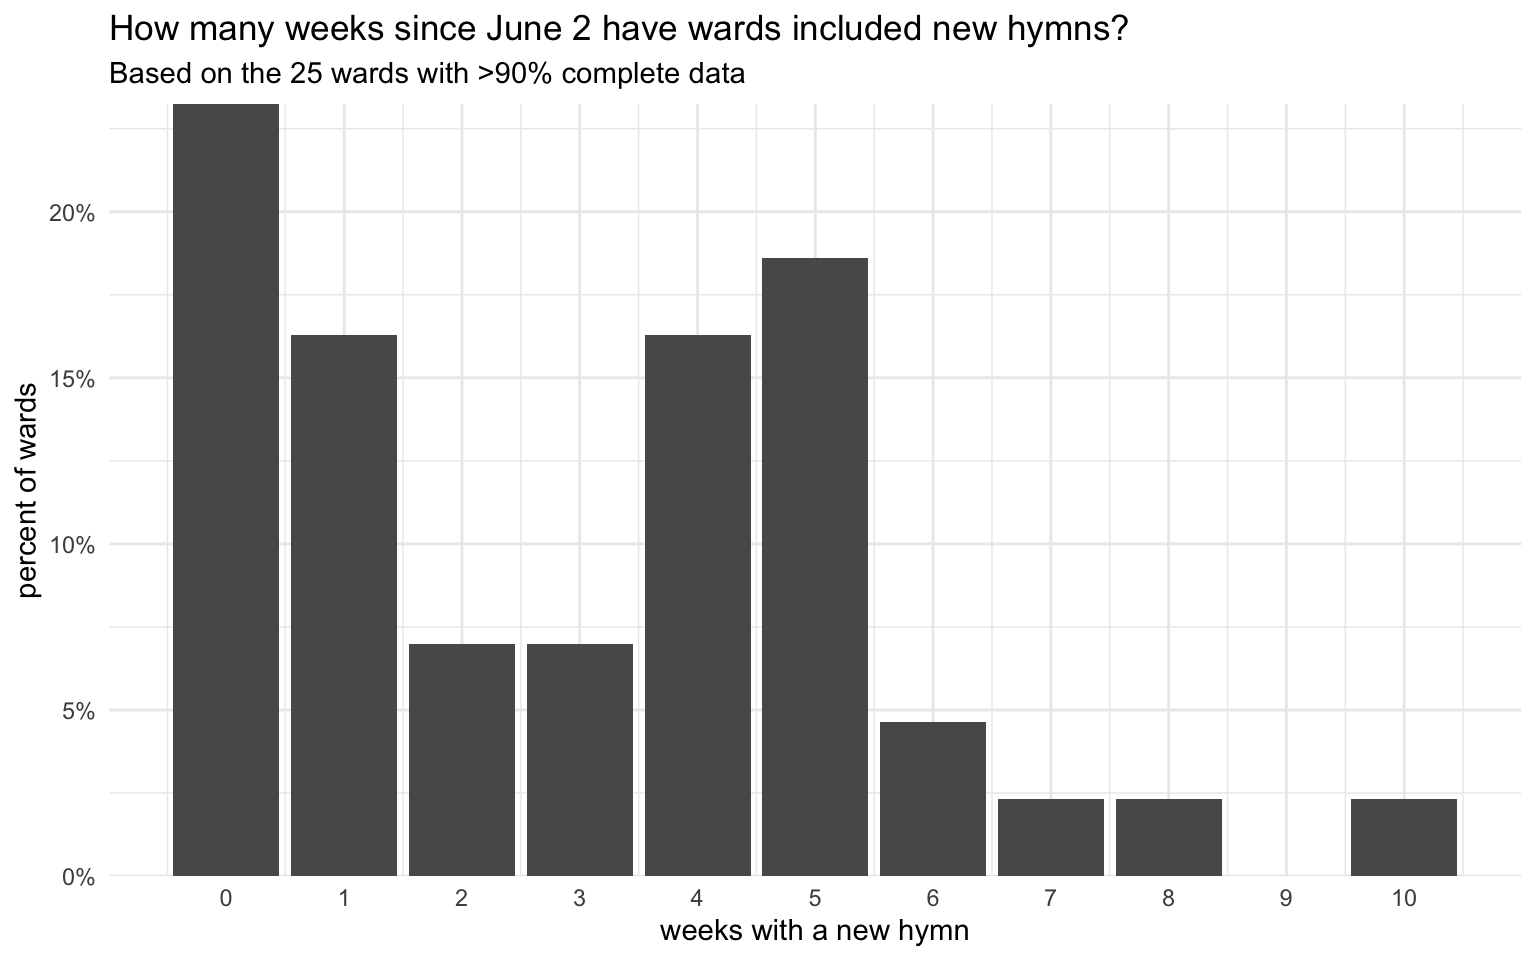 How many weeks since June 2 have wards included new hymns?
Based on the 25 wards with >90% complete data
percent of wards
20%
15%
10%
5%
0%
0 1 2 3 4 5 6 7 8 9 10
weeks with a new hymn